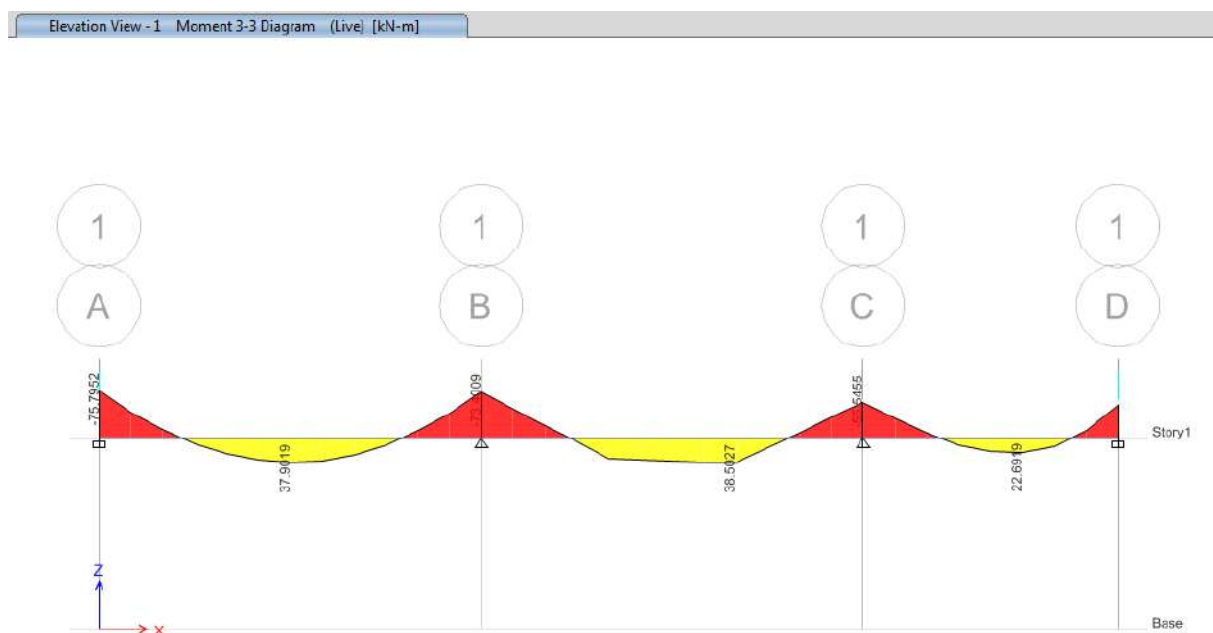 Elevation View - 1 Moment 3-3 Diagram (Live) [kN-m]
1 1 1 1
A B C D
-75.7952
37.9019
38.5027
22.6919
Story1
Z
X
Base